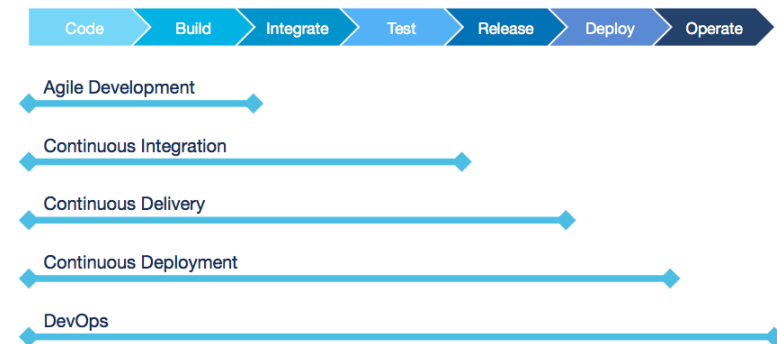 Code Build Integrate Test Release Deploy Operate
Agile Development
Continuous Integration
Continuous Delivery
Continuous Deployment
DevOps